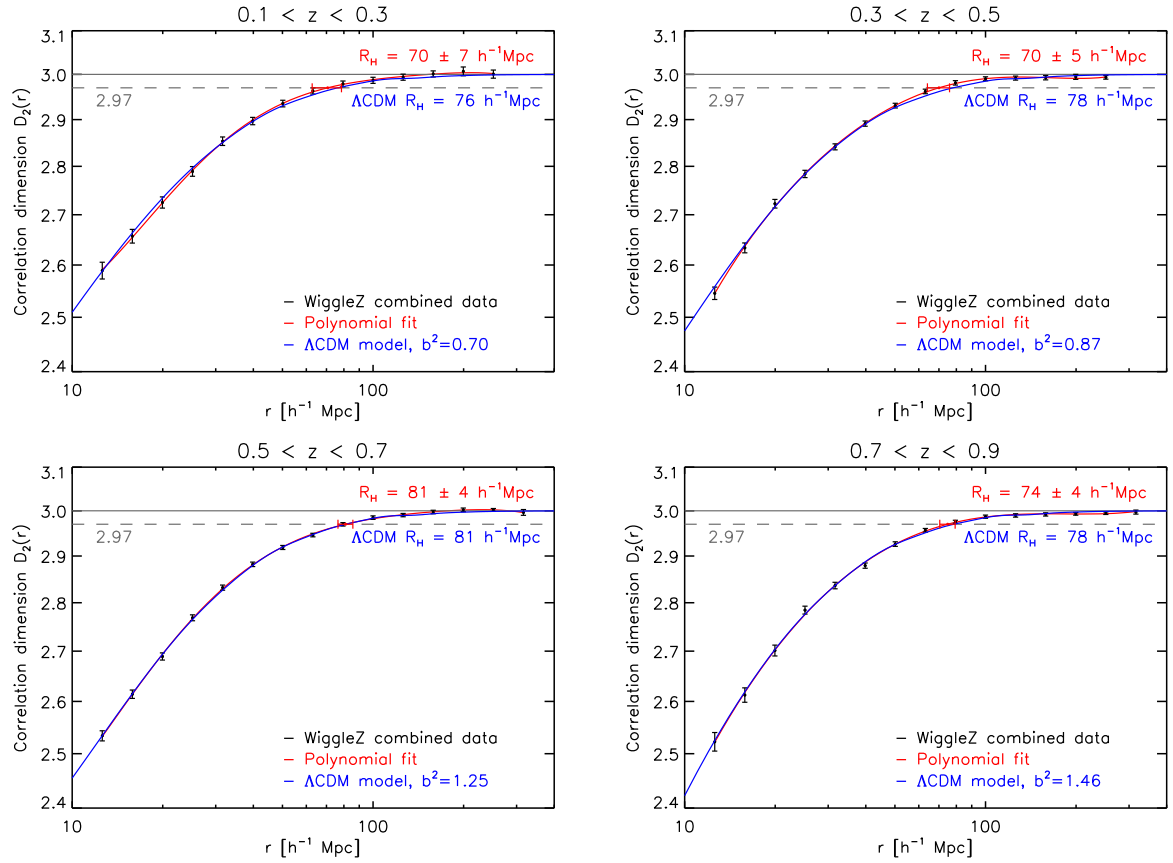 0.1 < z < 0.3
3.1
3.0
2.9
2.8
2.7
2.6
2.5
2.4
Correlation dimension D₂(r)
R_H = 70 ± 7 h⁻¹Mpc
2.97
ΛCDM R_H = 76 h⁻¹Mpc
WiggleZ combined data
Polynomial fit
ΛCDM model, b²=0.70
10
100
r [h⁻¹ Mpc]
0.3 < z < 0.5
3.1
3.0
2.9
2.8
2.7
2.6
2.5
2.4
Correlation dimension D₂(r)
R_H = 70 ± 5 h⁻¹Mpc
2.97
ΛCDM R_H = 78 h⁻¹Mpc
WiggleZ combined data
Polynomial fit
ΛCDM model, b²=0.87
10
100
r [h⁻¹ Mpc]
0.5 < z < 0.7
3.1
3.0
2.9
2.8
2.7
2.6
2.5
2.4
Correlation dimension D₂(r)
R_H = 81 ± 4 h⁻¹Mpc
2.97
ΛCDM R_H = 81 h⁻¹Mpc
WiggleZ combined data
Polynomial fit
ΛCDM model, b²=1.25
10
100
r [h⁻¹ Mpc]
0.7 < z < 0.9
3.1
3.0
2.9
2.8
2.7
2.6
2.5
2.4
Correlation dimension D₂(r)
R_H = 74 ± 4 h⁻¹Mpc
2.97
ΛCDM R_H = 78 h⁻¹Mpc
WiggleZ combined data
Polynomial fit
ΛCDM model, b²=1.46
10
100
r [h⁻¹ Mpc]